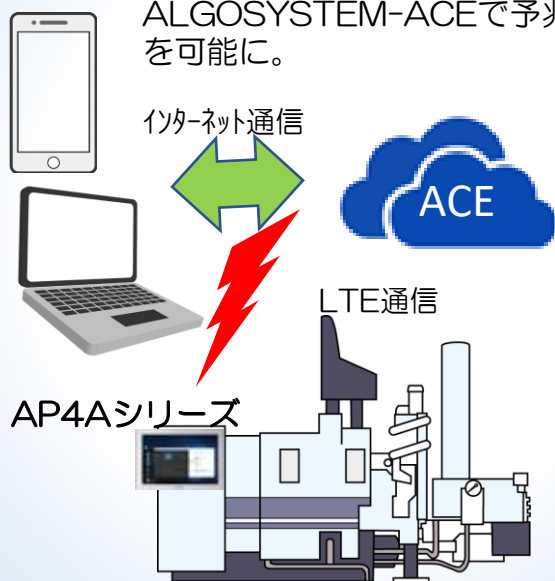 ALGOSYSTEM-ACEで予
を可能に。
インターネット通信
ACE
LTE通信
AP4Aシリーズ